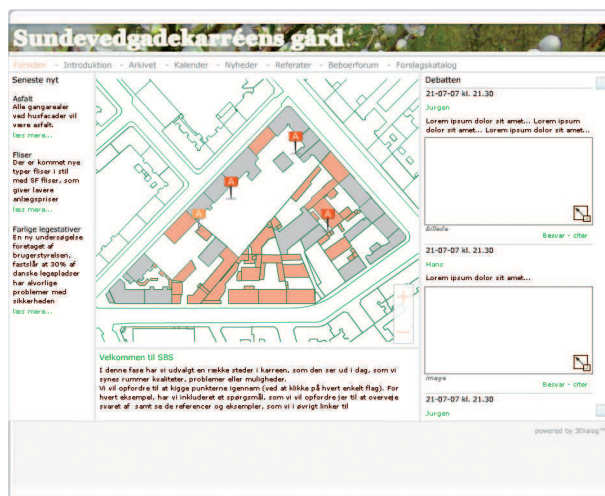 Sundevedgadekarréens gård
Forsiden - Introduktion - Arkivet - Kalender - Nyheder - Referater - Beboerforum - Forslagskatalog
Seneste nyt
Asfalt
Alle gangarealer
ved husfacader vil
være asfalt.
læs mere...
Fliser
Der er kommet nye
typer fliser i stil
med SF fliser, som
giver lavere
anlægspriser
læs mere...
Farlige legestativer
En ny undersøgelse
foretaget af
brugerstyrelsen,
fastslår at 30% af
danske legepladser
har alvorlige
problemer med
sikkerheden
læs mere...
A
A
A
A
Velkommen til SBS
I denne fase har vi udvalgt en række steder i karreen, som den ser ud i dag, som vi
synes rummer kvaliteter, problemer eller muligheder.
Vi vil opfordre til at kigge punkterne igennem (ved at klikke på hvert enkelt flag). For
hvert eksempel, har vi inkluderet et spørgsmål, som vi vil opfordre jer til at overveje
svaret af samt se de referencer og eksempler, som vi i øvrigt linker til
Debatten
21-07-07 kl. 21.30
Jurgen
Lorem ipsum dolor sit amet... Lorem ipsum
dolor sit amet... Lorem ipsum dolor sit amet...
Billede
Besvar - citer
21-07-07 kl. 21.30
Hans
Lorem ipsum dolor sit amet...
image
Besvar - citer
21-07-07 kl. 21.30
Jurgen
powered by 3Dialog™